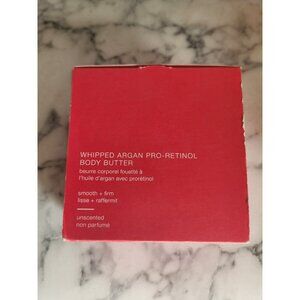 WHIPPED ARGAN PRO-RETINOL
BODY BUTTER
beurre corporel fouetté à
l'huile d'argan avec prorétinol
smooth + firm
lisse + raffermit
unscented
non parfumé